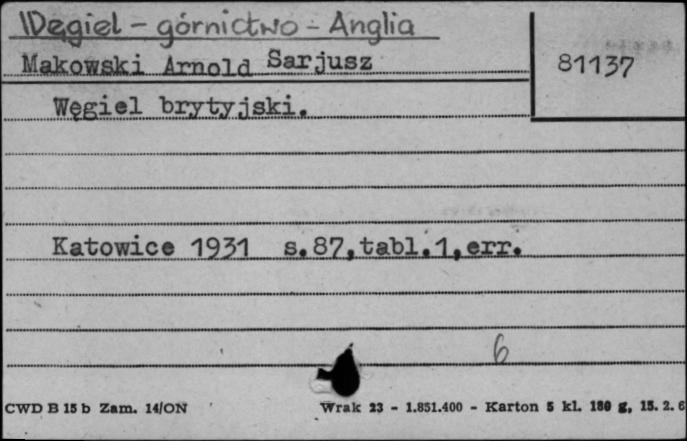 Węgiel - górnictwo - Anglia
Makowski Arnold Sarjusz
81137
Węgiel brytyjski.
Katowice 1931 s.87,tabl.1,err.
6
CWD B 15 b Zam. 14/ON
Wrak 23 - 1.851.400 - Karton 5 kl. 180 g, 15. 2. 6